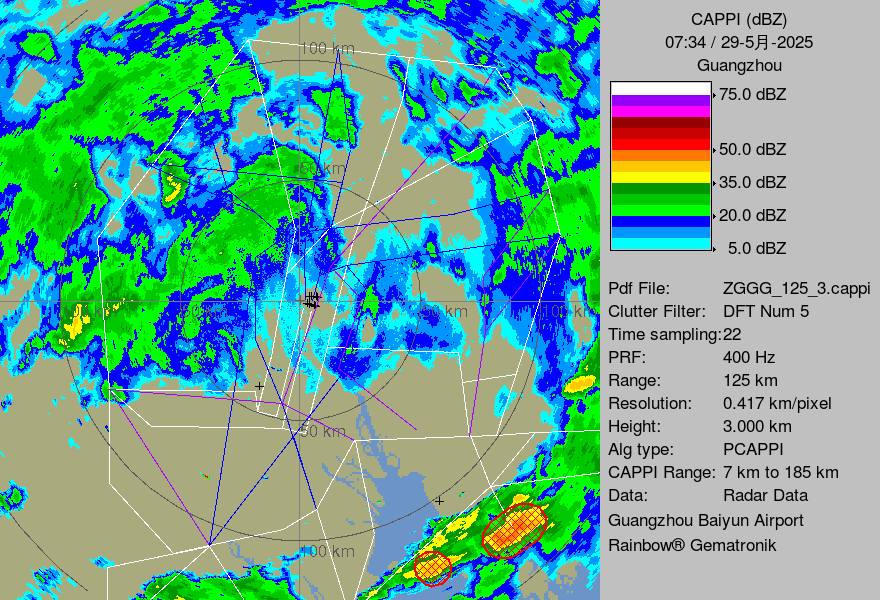 CAPPI (dBZ)
07:34 / 29-5月-2025
Guangzhou
75.0 dBZ
50.0 dBZ
35.0 dBZ
20.0 dBZ
5.0 dBZ
Pdf File: ZGGG_125_3.cappi
Clutter Filter: DFT Num 5
Time sampling:22
PRF: 400 Hz
Range: 125 km
Resolution: 0.417 km/pixel
Height: 3.000 km
Alg type: PCAPPI
CAPPI Range: 7 km to 185 km
Data: Radar Data
Guangzhou Baiyun Airport
Rainbow® Gematronik
100 km
50 km
100 km
50 km
50 km
100 km
50 km
100 km